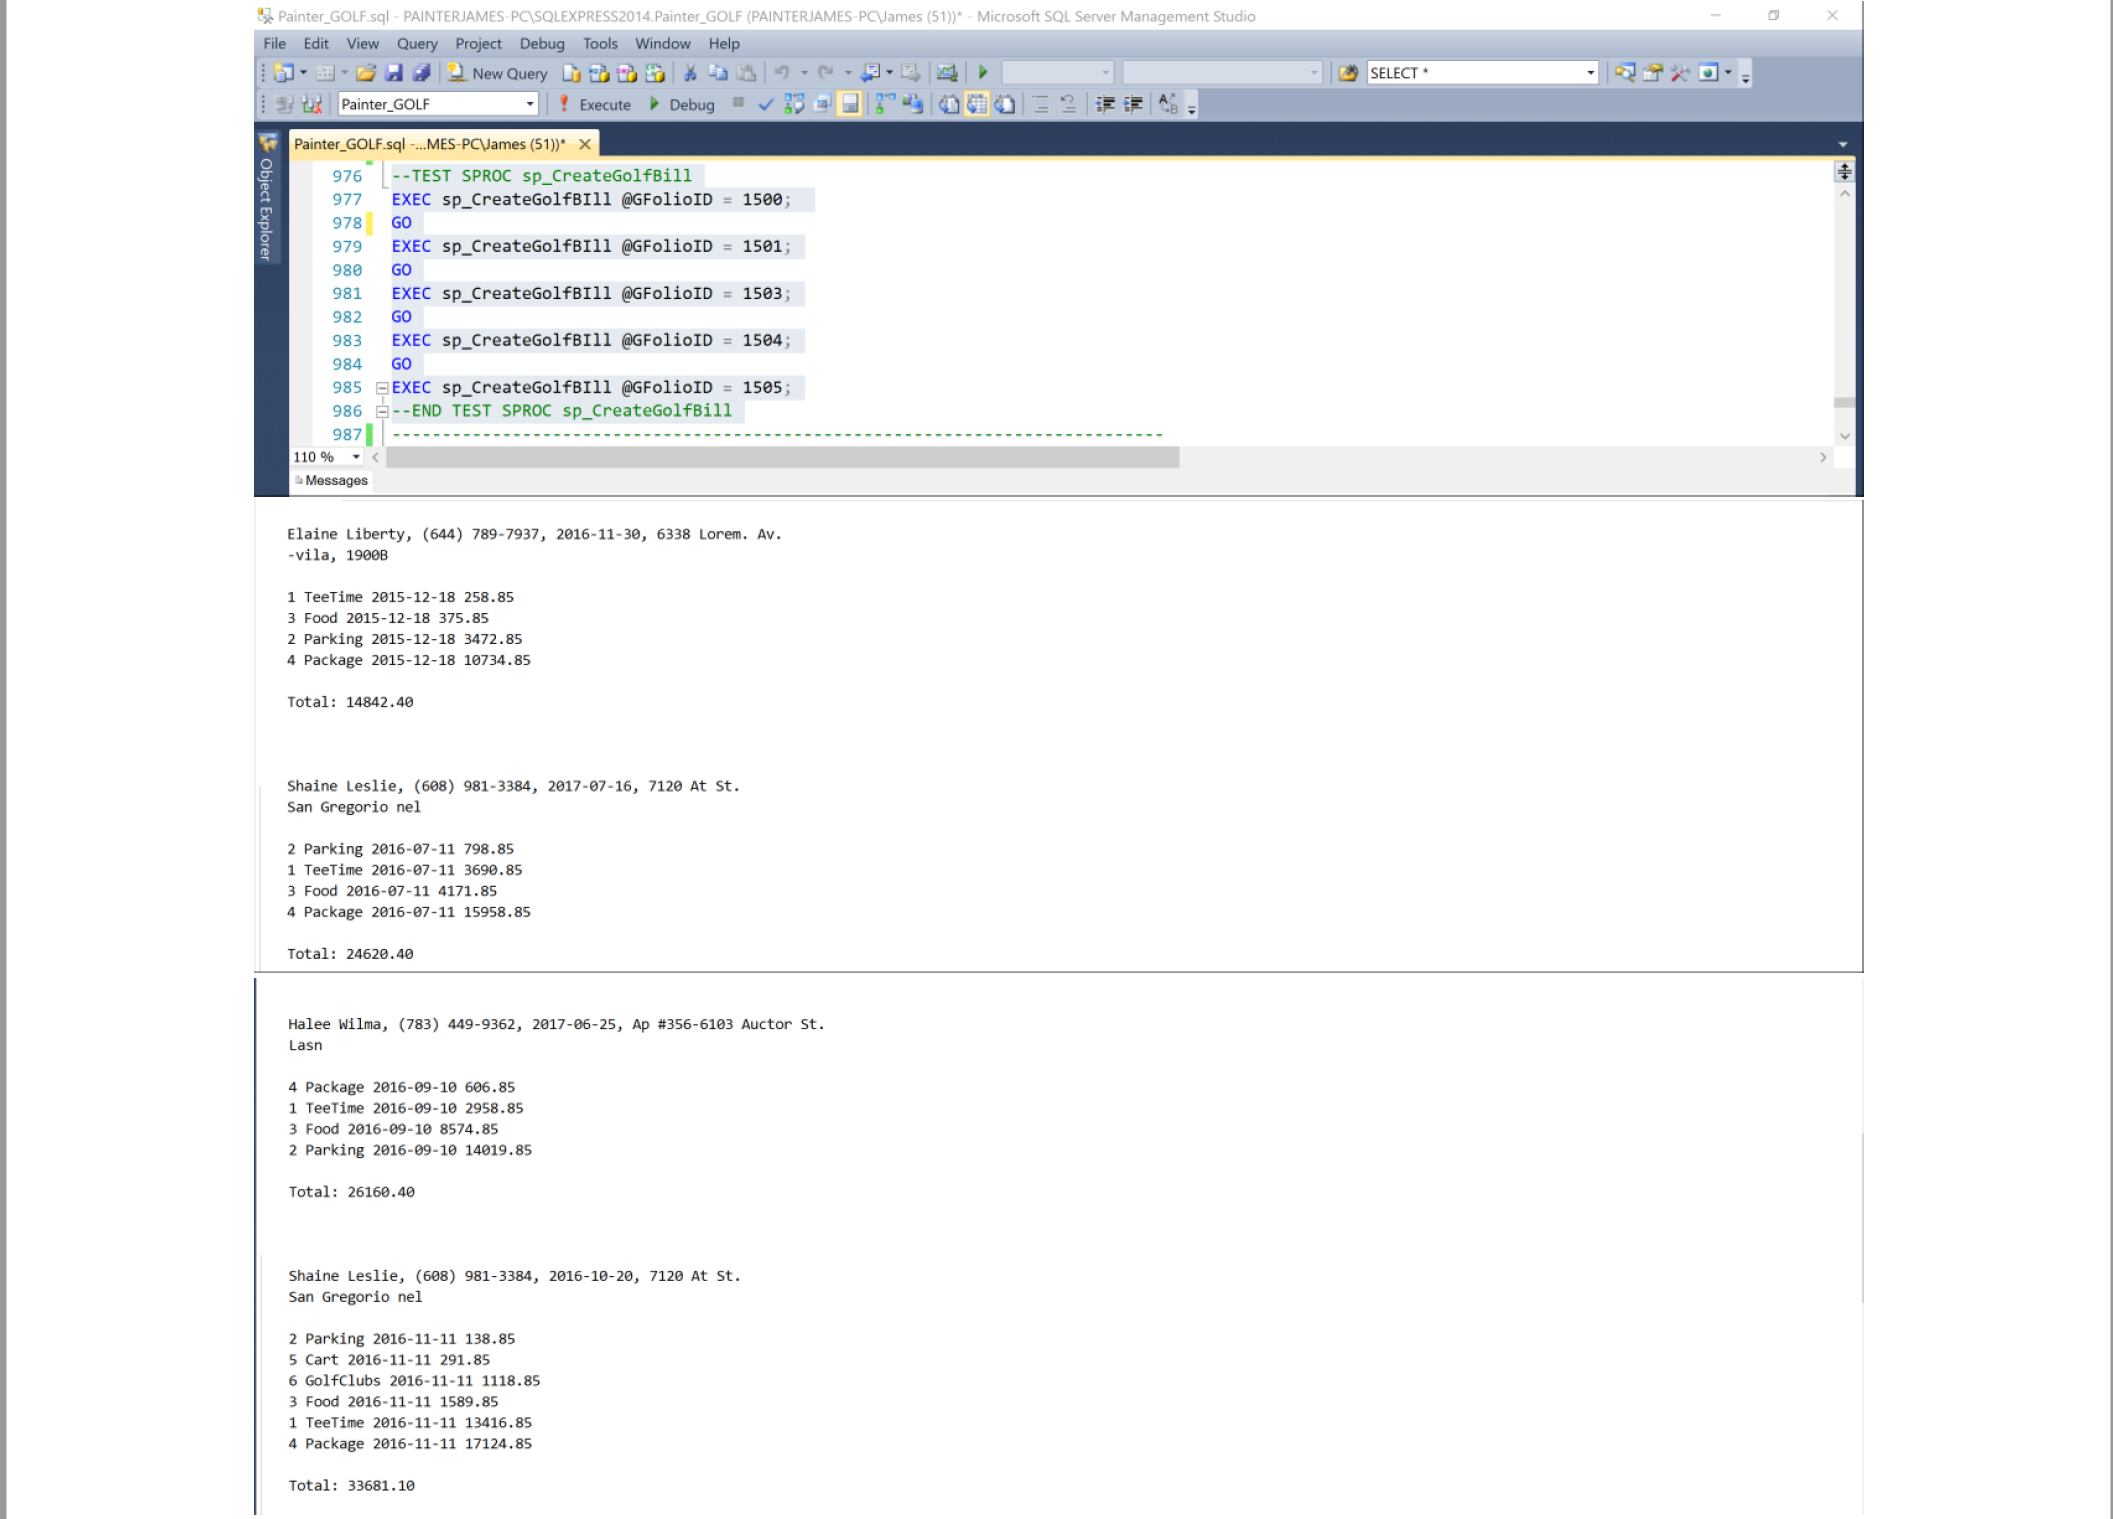 Painter_GOLF.sql - PAINTERJAMES-PC\SQLEXPRESS2014.Painter_GOLF (PAINTERJAMES-PC\James (51))* - Microsoft SQL Server Management Studio
File Edit View Query Project Debug Tools Window Help
New Query SELECT *
Painter_GOLF Execute Debug
Painter_GOLF.sql -...MES-PC\James (51))*
Object Explorer
976 --TEST SPROC sp_CreateGolfBill
977 EXEC sp_CreateGolfBIll @GFolioID = 1500;
978 GO
979 EXEC sp_CreateGolfBIll @GFolioID = 1501;
980 GO
981 EXEC sp_CreateGolfBIll @GFolioID = 1503;
982 GO
983 EXEC sp_CreateGolfBIll @GFolioID = 1504;
984 GO
985 EXEC sp_CreateGolfBIll @GFolioID = 1505;
986 --END TEST SPROC sp_CreateGolfBill
987 -----------------------------------------------------------------------------
110 %
Messages
Elaine Liberty, (644) 789-7937, 2016-11-30, 6338 Lorem. Av.
-vila, 1900B
1 TeeTime 2015-12-18 258.85
3 Food 2015-12-18 375.85
2 Parking 2015-12-18 3472.85
4 Package 2015-12-18 10734.85
Total: 14842.40
Shaine Leslie, (608) 981-3384, 2017-07-16, 7120 At St.
San Gregorio nel
2 Parking 2016-07-11 798.85
1 TeeTime 2016-07-11 3690.85
3 Food 2016-07-11 4171.85
4 Package 2016-07-11 15958.85
Total: 24620.40
Halee Wilma, (783) 449-9362, 2017-06-25, Ap #356-6103 Auctor St.
Lasn
4 Package 2016-09-10 606.85
1 TeeTime 2016-09-10 2958.85
3 Food 2016-09-10 8574.85
2 Parking 2016-09-10 14019.85
Total: 26160.40
Shaine Leslie, (608) 981-3384, 2016-10-20, 7120 At St.
San Gregorio nel
2 Parking 2016-11-11 138.85
5 Cart 2016-11-11 291.85
6 GolfClubs 2016-11-11 1118.85
3 Food 2016-11-11 1589.85
1 TeeTime 2016-11-11 13416.85
4 Package 2016-11-11 17124.85
Total: 33681.10